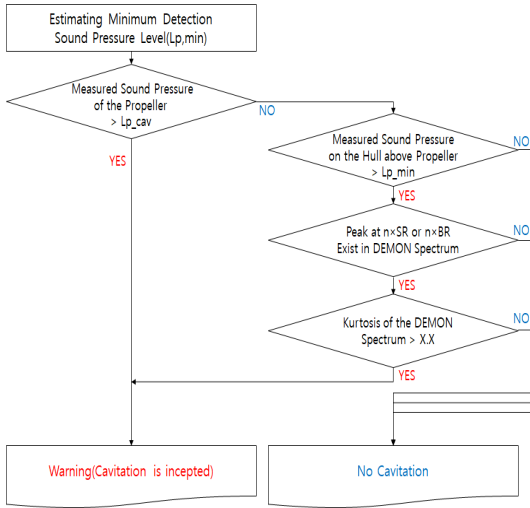 Estimating Minimum Detection
Sound Pressure Level(Lp,min)
Measured Sound Pressure
of the Propeller
> Lp_cav
NO
YES
Measured Sound Pressure
on the Hull above Propeller
> Lp_min
NO
YES
Peak at n×SR or n×BR
Exist in DEMON Spectrum
NO
YES
Kurtosis of the DEMON
Spectrum > X.X
NO
YES
Warning(Cavitation is incepted)
No Cavitation